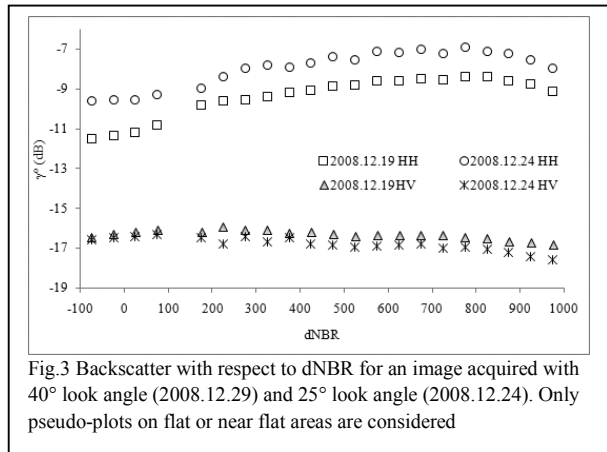 -7
-9
-11
-13
-15
-17
-19
γ° (dB)
□2008.12.19 HH ○2008.12.24 HH
▲2008.12.19HV ж2008.12.24 HV
-100 0 100 200 300 400 500 600 700 800 900 1000
dNBR
Fig.3 Backscatter with respect to dNBR for an image acquired with
40° look angle (2008.12.29) and 25° look angle (2008.12.24). Only
pseudo-plots on flat or near flat areas are considered